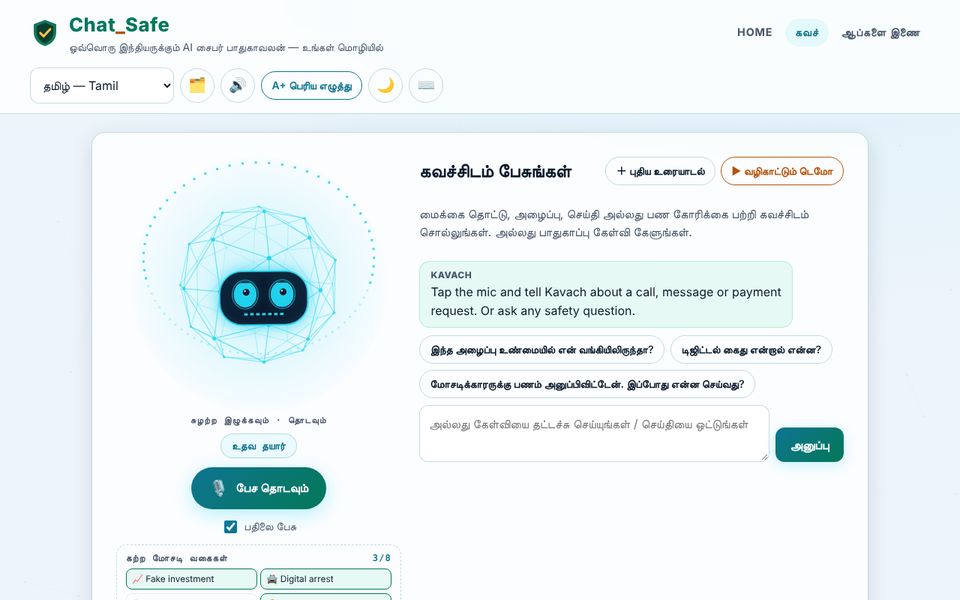 Chat_Safe
ஒவ்வொரு இந்தியருக்கும் AI சைபர் பாதுகாவலன் — உங்கள் மொழியில்
HOME
கவச்
ஆப்களை இணை
தமிழ் — Tamil
A+ பெரிய எழுத்து
கவச்சிடம் பேசுங்கள்
+ புதிய உரையாடல்
▶ வழிகாட்டும் டெமோ
மைக்கை தொட்டு, அழைப்பு, செய்தி அல்லது பண கோரிக்கை பற்றி கவச்சிடம்
சொல்லுங்கள். அல்லது பாதுகாப்பு கேள்வி கேளுங்கள்.
KAVACH
Tap the mic and tell Kavach about a call, message or payment
request. Or ask any safety question.
இந்த அழைப்பு உண்மையில் என் வங்கியிலிருந்தா?
டிஜிட்டல் கைது என்றால் என்ன?
மோசடிக்காரருக்கு பணம் அனுப்பிவிட்டேன். இப்போது என்ன செய்வது?
அல்லது கேள்வியை தட்டச்சு செய்யுங்கள் / செய்தியை ஒட்டுங்கள்
அனுப்பு
சுழற்ற இழுக்கவும் · தொடவும்
உதவ தயார்
பேச தொடவும்
பதிலை பேசு
கற்ற மோசடி வகைகள்
3/8
Fake investment
Digital arrest